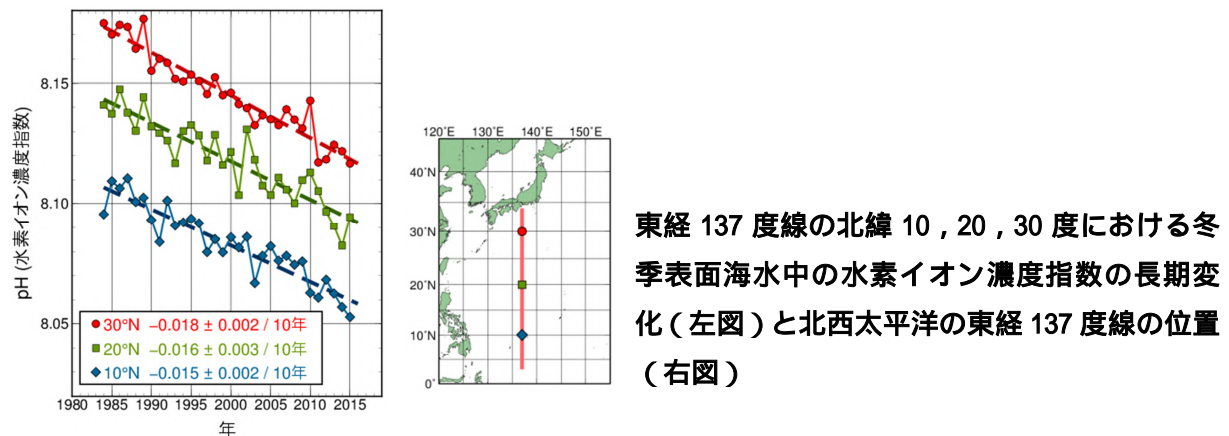 8.15
8.10
8.05
pH (水素イオン濃度指数)
30°N −0.018 ± 0.002 / 10年
20°N −0.016 ± 0.003 / 10年
10°N −0.015 ± 0.002 / 10年
1980 1985 1990 1995 2000 2005 2010 2015
年
120°E 130°E 140°E 150°E
40°N
30°N
20°N
10°N
0°
東経 137 度線の北緯 10 , 20 , 30 度における冬
季表面海水中の水素イオン濃度指数の長期変
化(左図)と北西太平洋の東経 137 度線の位置
(右図)